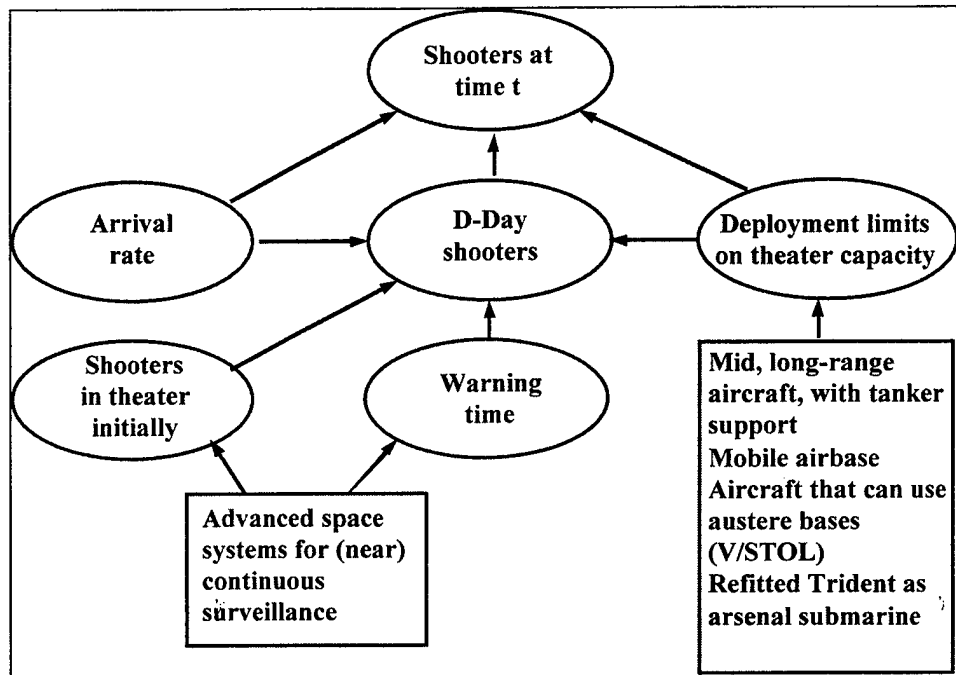 Shooters at
time t
Arrival
rate
D-Day
shooters
Deployment limits
on theater capacity
Shooters
in theater
initially
Warning
time
Mid, long-range
aircraft, with tanker
support
Mobile airbase
Aircraft that can use
austere bases
(V/STOL)
Refitted Trident as
arsenal submarine
Advanced space
systems for (near)
continuous
surveillance